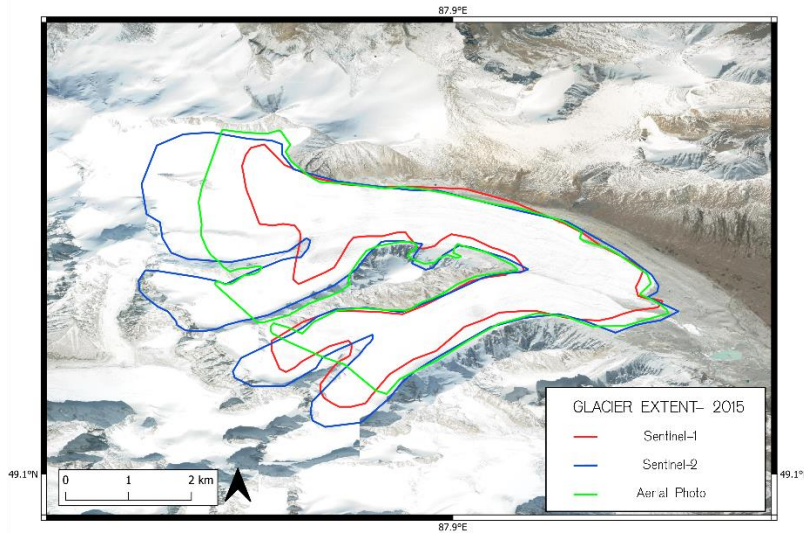 87.9°E
49.1°N
49.1°N
0 1 2 km
GLACIER EXTENT- 2015
Sentinel-1
Sentinel-2
Aerial Photo
87.9°E